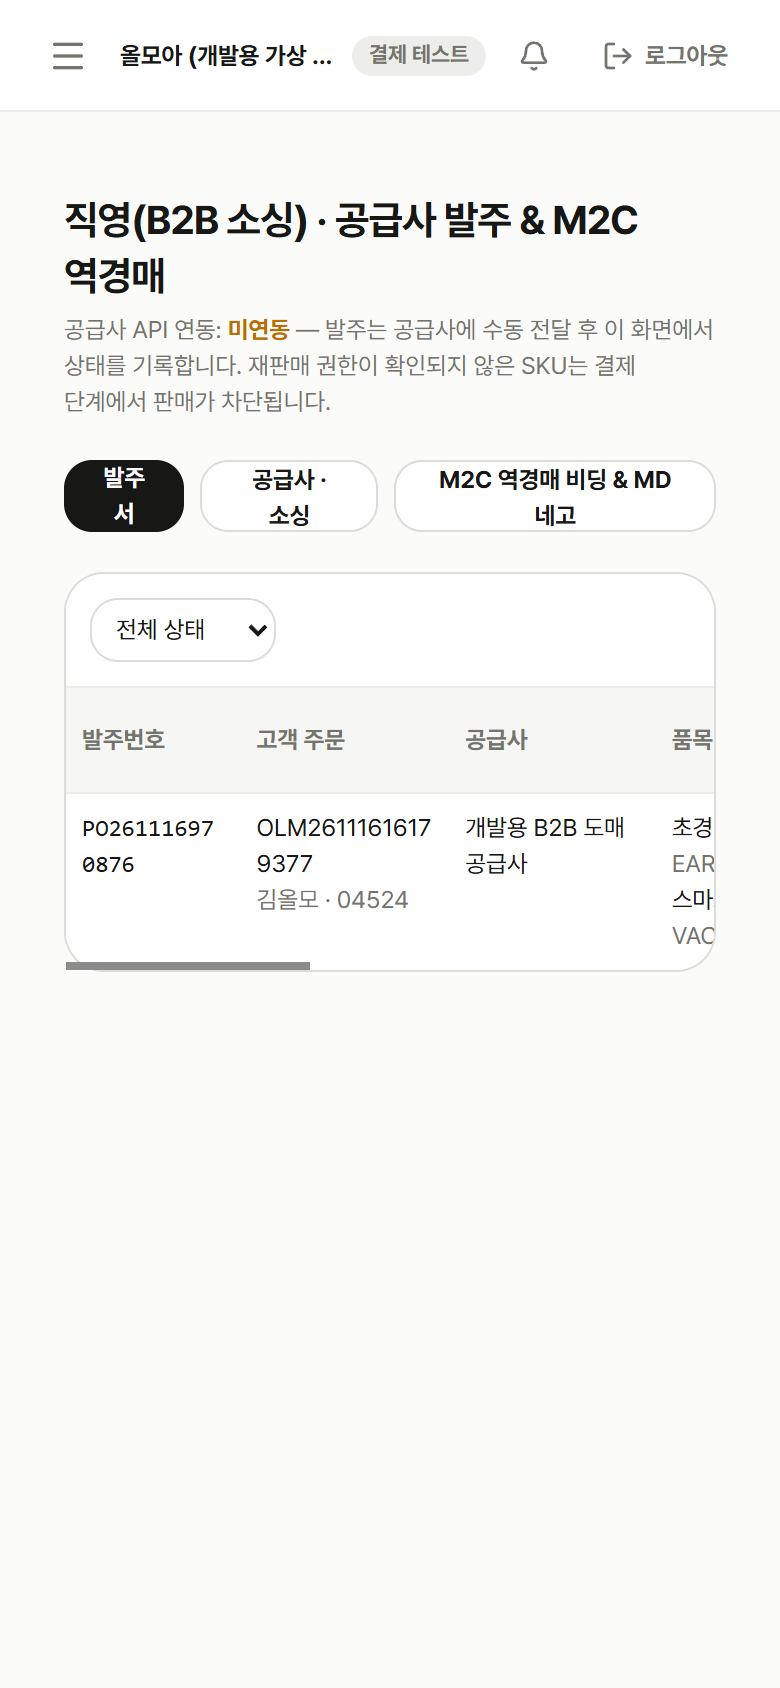 올모아 (개발용 가상 ... 결제 테스트 로그아웃
직영(B2B 소싱) · 공급사 발주 & M2C
역경매
공급사 API 연동: 미연동 — 발주는 공급사에 수동 전달 후 이 화면에서
상태를 기록합니다. 재판매 권한이 확인되지 않은 SKU는 결제
단계에서 판매가 차단됩니다.
발주
서
공급사 ·
소싱
M2C 역경매 비딩 & MD
네고
전체 상태
발주번호 고객 주문 공급사 품목
PO26111697
0876
OLM2611161617
9377
김올모 · 04524
개발용 B2B 도매
공급사
초경
EAR
스마
VAC